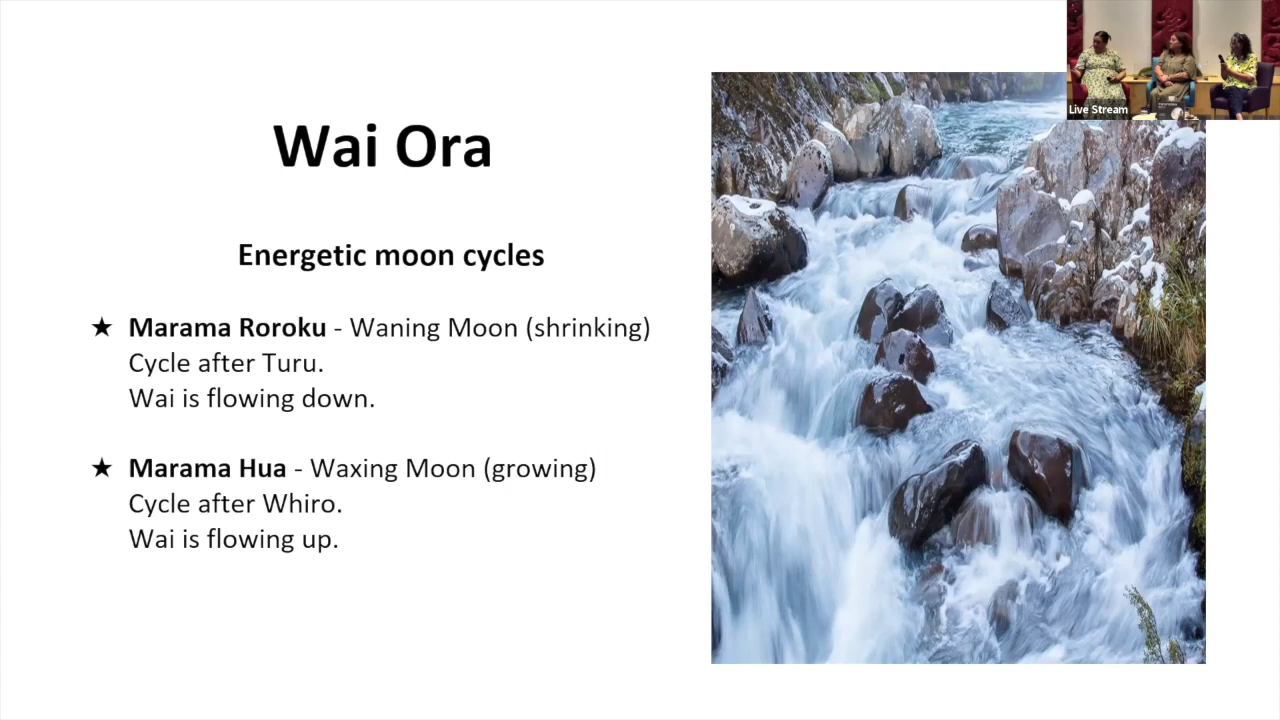 Wai Ora
Energetic moon cycles
★ Marama Roroku - Waning Moon (shrinking)
Cycle after Turu.
Wai is flowing down.
★ Marama Hua - Waxing Moon (growing)
Cycle after Whiro.
Wai is flowing up.
Live Stream